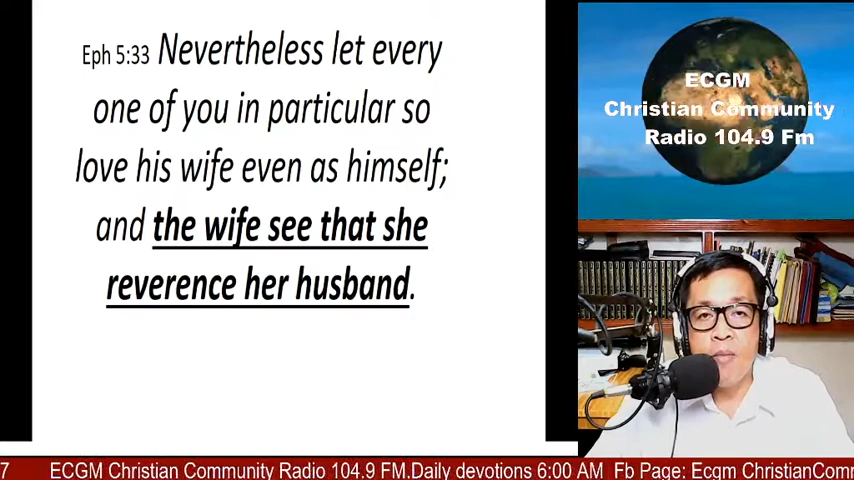 Eph 5:33 Nevertheless let every
one of you in particular so
love his wife even as himself;
and the wife see that she
reverence her husband.
ECGM
Christian Community
Radio 104.9 Fm
7 ECGM Christian Community Radio 104.9 FM.Daily devotions 6:00 AM Fb Page: Ecgm ChristianComm